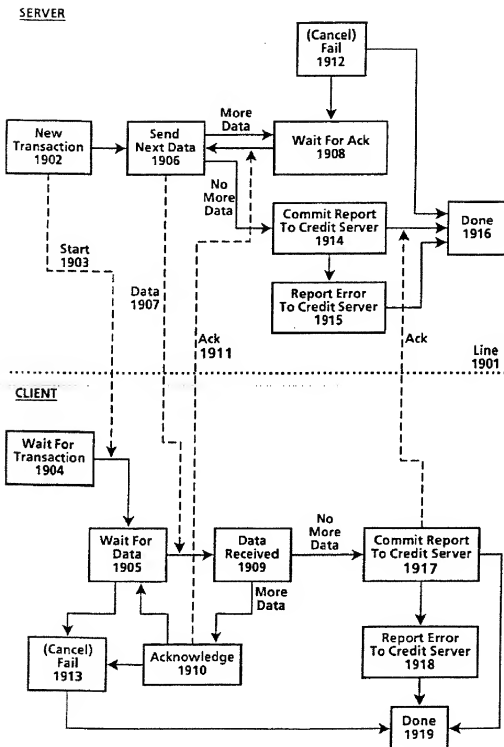 SERVER
(Cancel)
Fail
1912
New
Transaction
1902
Send
Next Data
1906
More
Data
Wait For Ack
1908
No More
Data
Commit Report
To Credit Server
1914
Done
1916
Start
1903
Data
1907
Ack
1911
Report Error
To Credit Server
1915
Ack
Line
1901
CLIENT
Wait For
Transaction
1904
Wait For
Data
1905
Data
Received
1909
No More
Data
Commit Report
To Credit Server
1917
More
Data
(Cancel)
Fail
1913
Acknowledge
1910
Report Error
To Credit Server
1918
Done
1919